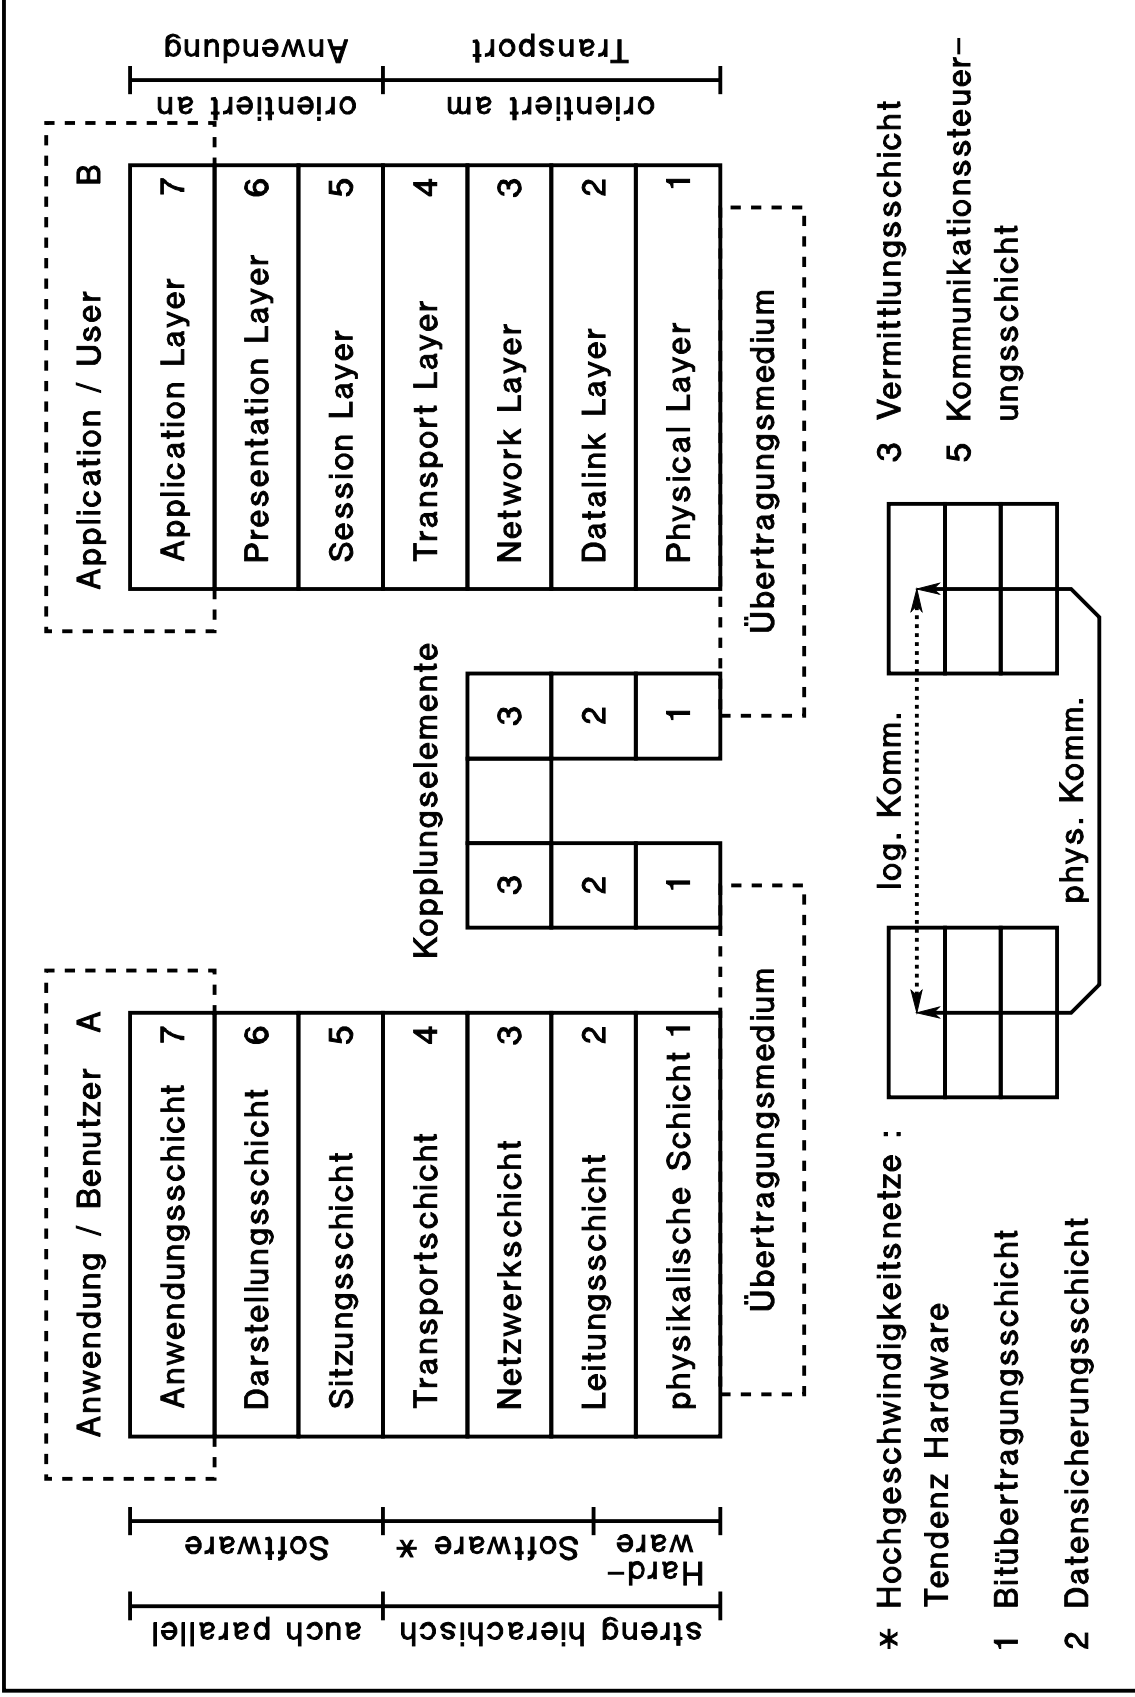 Anwendung / Benutzer A
Application / User B
auch parallel
streng hierachisch
Software
Software *
Hard-
ware
Anwendungsschicht 7
Darstellungsschicht 6
Sitzungsschicht 5
Transportschicht 4
Netzwerkschicht 3
Leitungsschicht 2
physikalische Schicht 1
Übertragungsmedium
Kopplungselemente
3
3
2
2
1
1
Application Layer 7
Presentation Layer 6
Session Layer 5
Transport Layer 4
Network Layer 3
Datalink Layer 2
Physical Layer 1
Übertragungsmedium
orientiert an
Anwendung
orientiert am
Transport
* Hochgeschwindigkeitsnetze :
Tendenz Hardware
1 Bitübertragungsschicht
2 Datensicherungsschicht
log. Komm.
phys. Komm.
3 Vermittlungsschicht
5 Kommunikationssteuer-
ungsschicht